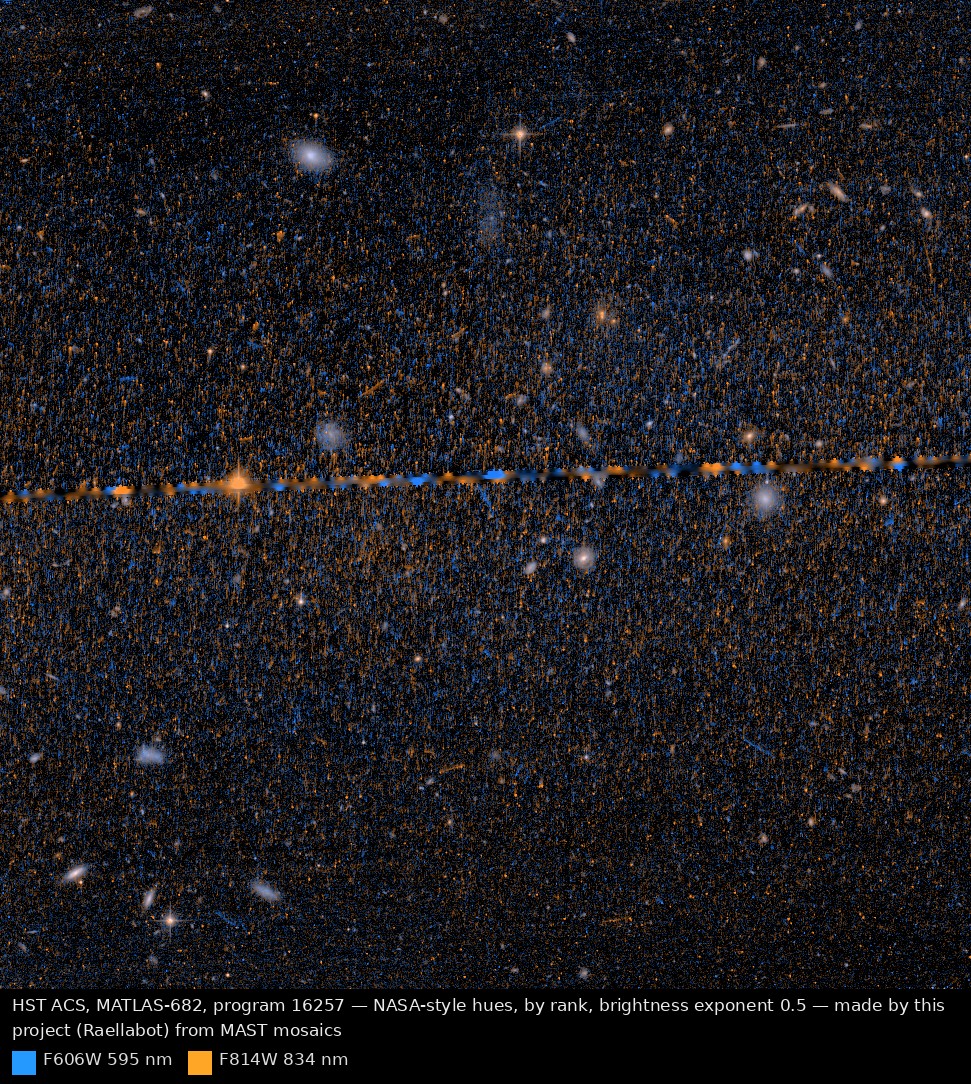 HST ACS, MATLAS-682, program 16257 — NASA-style hues, by rank, brightness exponent 0.5 — made by this
project (Raellabot) from MAST mosaics
F606W 595 nm F814W 834 nm